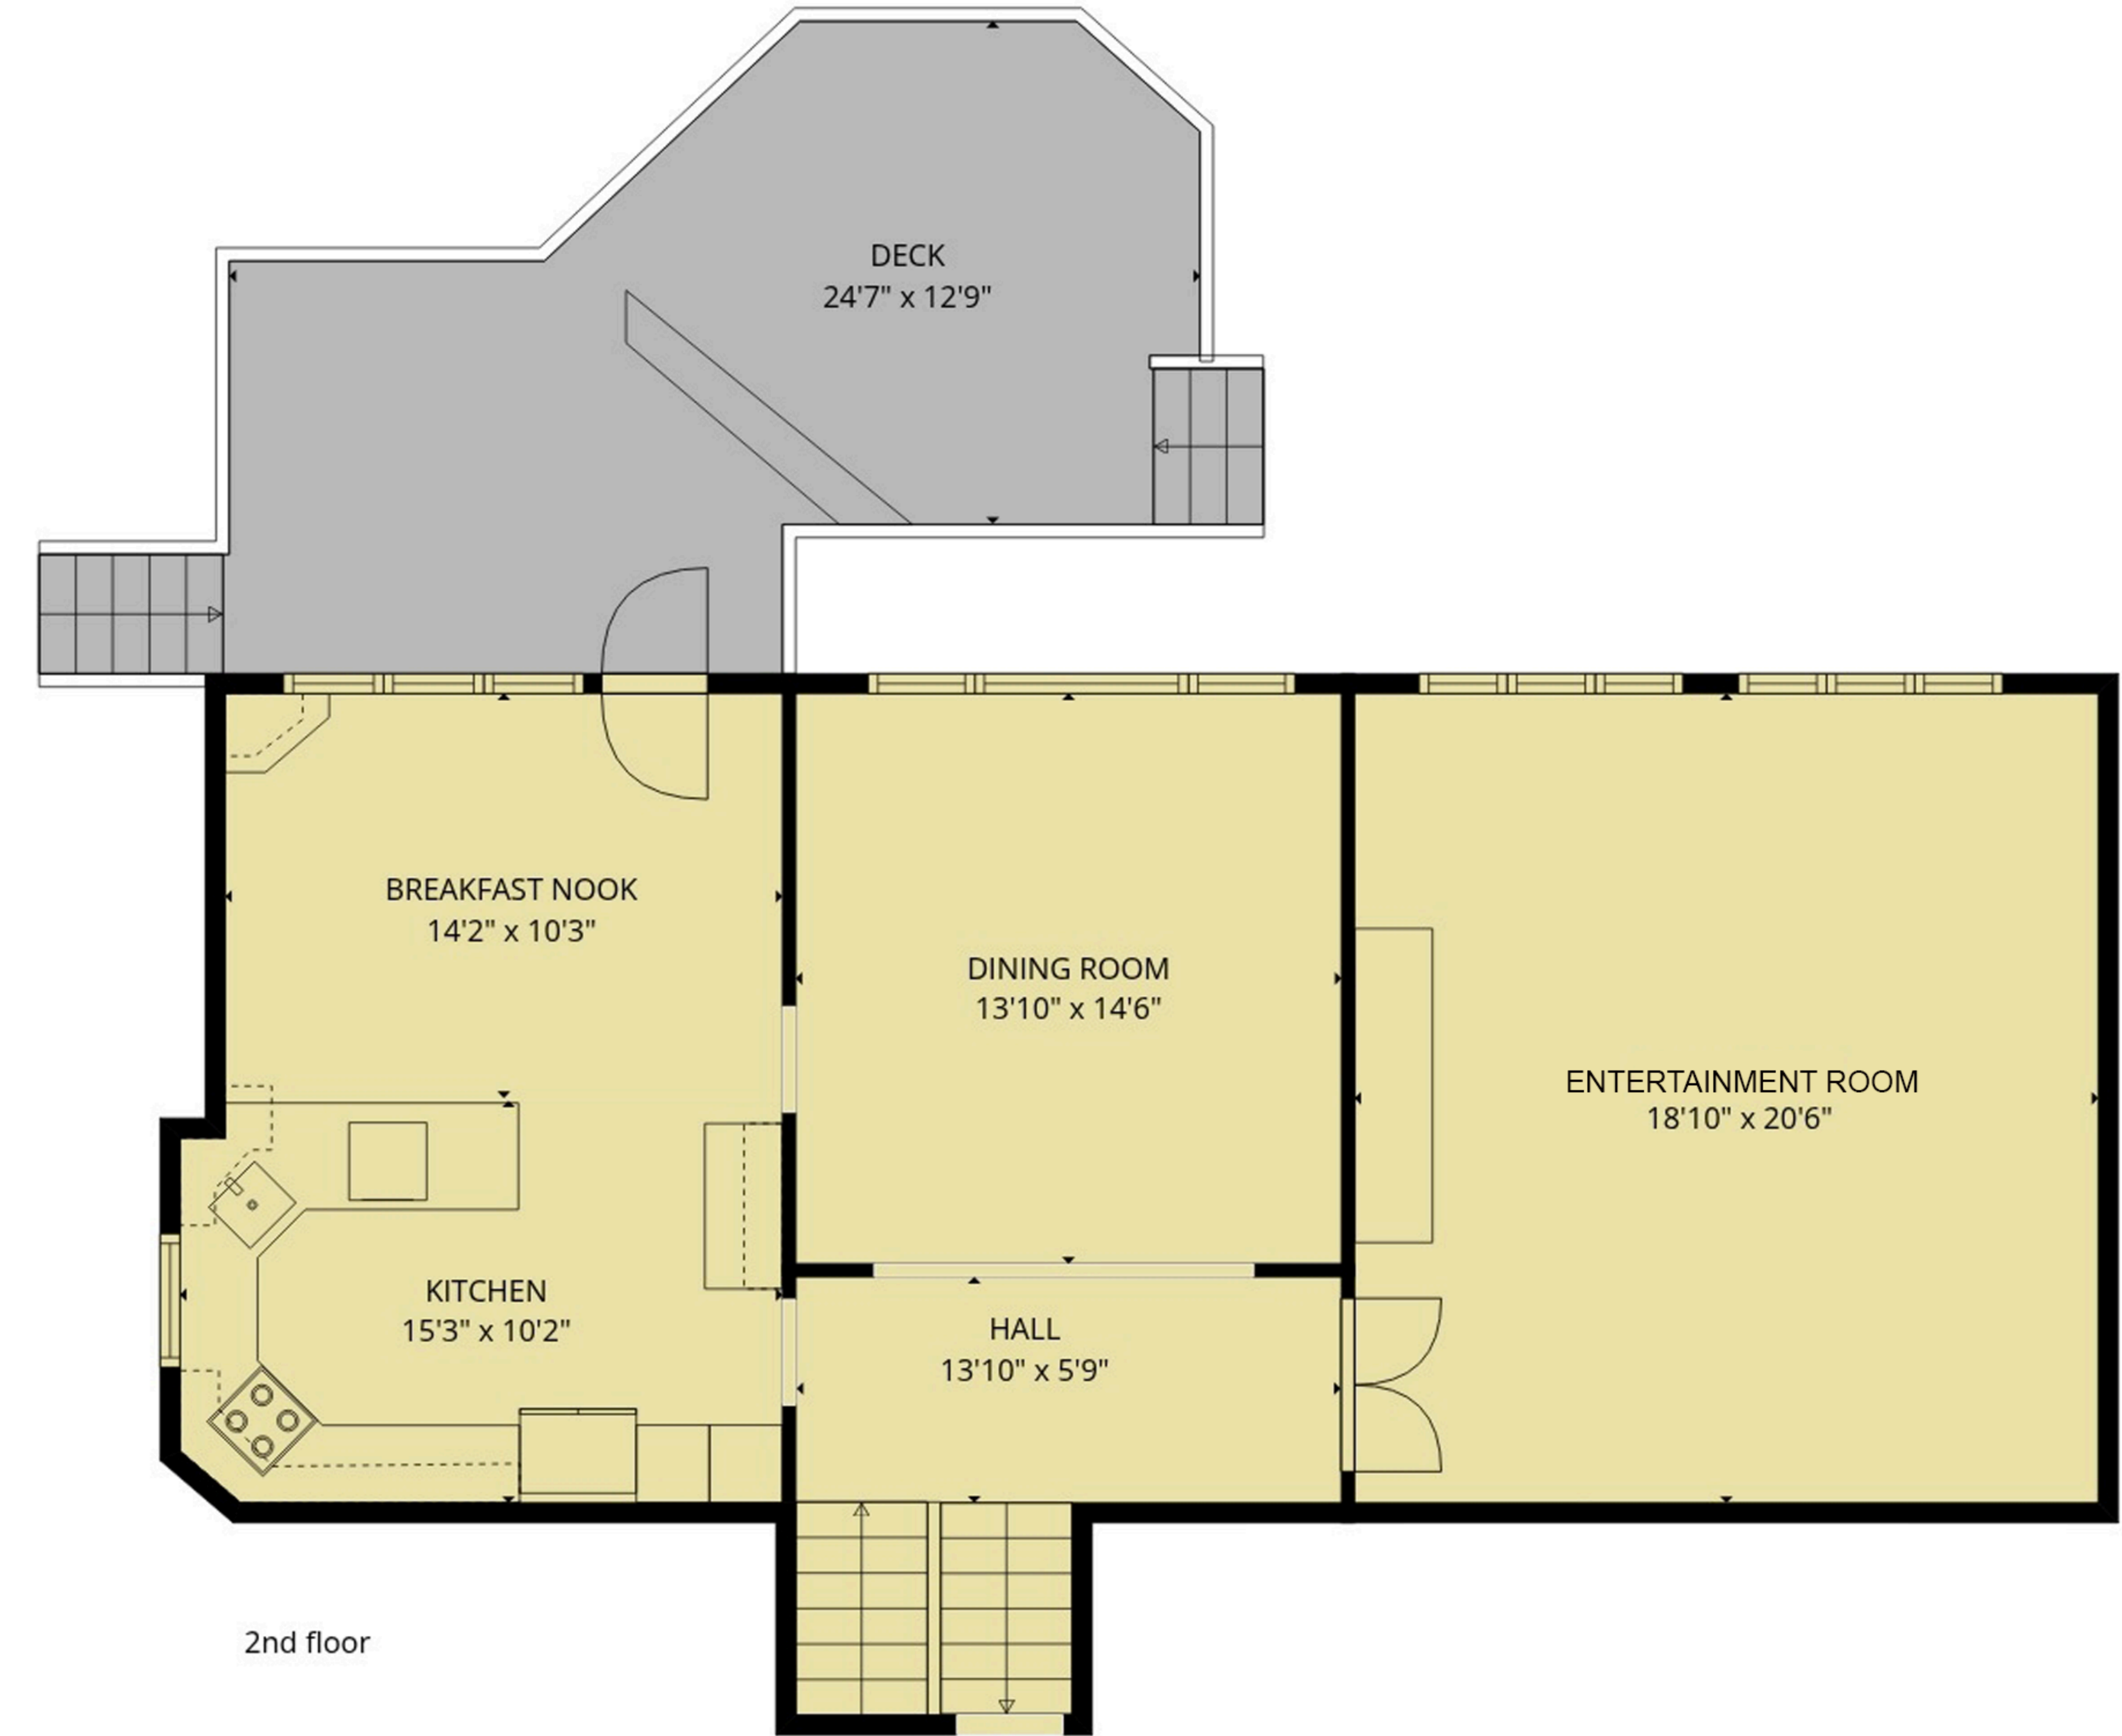 DECK
24'7" x 12'9"
BREAKFAST NOOK
14'2" x 10'3"
DINING ROOM
13'10" x 14'6"
ENTERTAINMENT ROOM
18'10" x 20'6"
KITCHEN
15'3" x 10'2"
HALL
13'10" x 5'9"
2nd floor